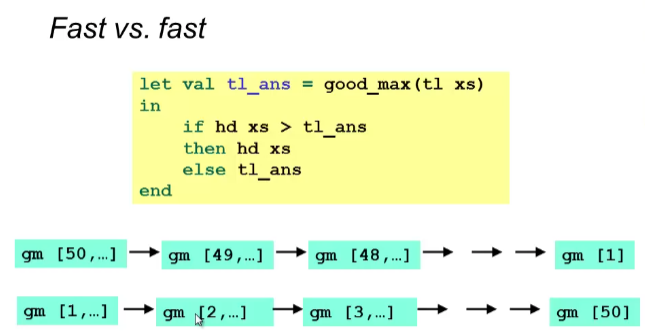 Fast vs. fast
let val tl_ans = good_max(tl xs)
in
if hd xs > tl_ans
then hd xs
else tl_ans
end
gm [50,…] gm [49,…] gm [48,…] gm [1]
gm [1,…] gm [2,…] gm [3,…] gm [50]